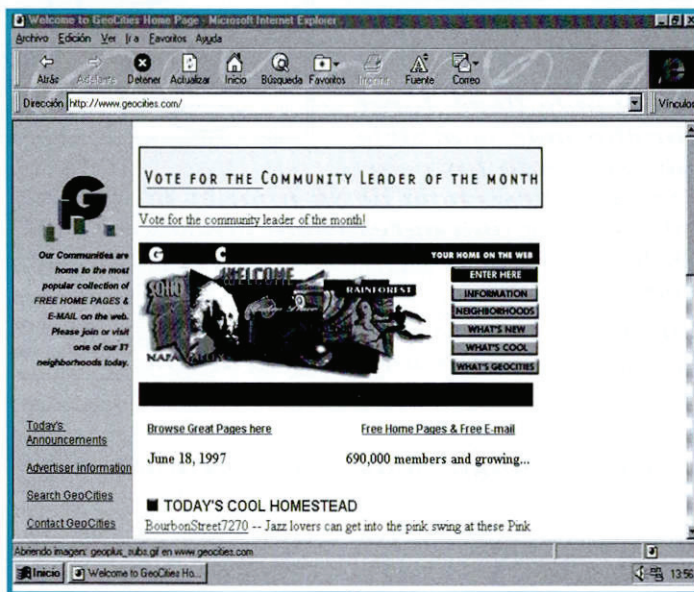 Welcome to GeoCities Home Page - Microsoft Internet Explorer
Archivo Edición Ver Ir a Favoritos Ayuda
Atrás Adelante Detener Actualizar Inicio Búsqueda Favoritos Imprimir Fuente Correo
Dirección http://www.geocities.com/ Vínculos
VOTE FOR THE COMMUNITY LEADER OF THE MONTH
Vote for the community leader of the month!
G
Our Communities are
home to the most
popular collection of
FREE HOME PAGES &
E-MAIL on the web.
Please join or visit
one of our 37
neighborhoods today.
G C YOUR HOME ON THE WEB
WELCOME
SOHO
RAINFOREST
NAPA VALLEY
ENTER HERE
INFORMATION
NEIGHBORHOODS
WHAT'S NEW
WHAT'S COOL
WHAT'S GEOCITIES
Today's
Announcements
Advertiser information
Search GeoCities
Contact GeoCities
Browse Great Pages here Free Home Pages & Free E-mail
June 18, 1997 690,000 members and growing...
TODAY'S COOL HOMESTEAD
BourbonStreet7270 -- Jazz lovers can get into the pink swing at these Pink
Abriendo imagen: geoplus_subs.gif en www.geocities.com
Inicio Welcome to GeoCities Ho... 13:56